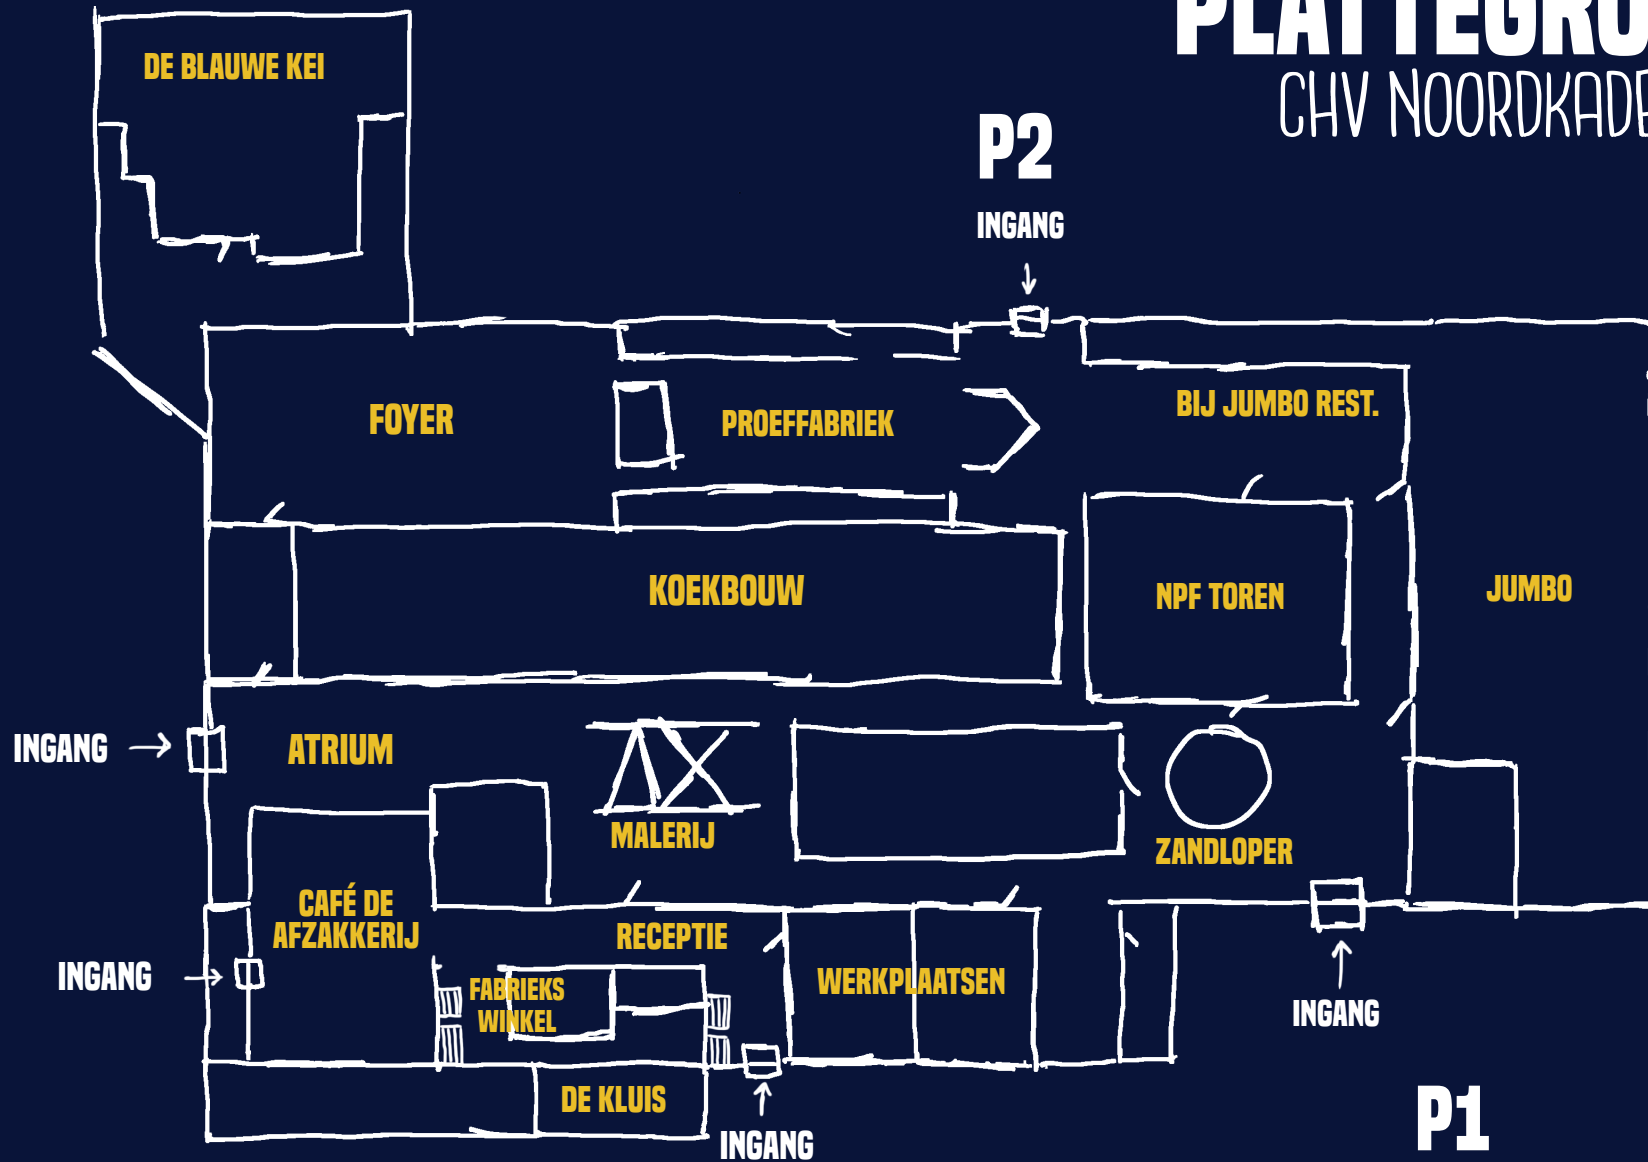 PLATTEGRO
CHV NOORDKADE
DE BLAUWE KEI
P2
INGANG
FOYER
PROEFFABRIEK
BIJ JUMBO REST.
KOEKBOUW
NPF TOREN
JUMBO
INGANG
ATRIUM
MALERIJ
ZANDLOPER
CAFÉ DE
AFZAKKERIJ
RECEPTIE
INGANG
FABRIEKS
WINKEL
WERKPLAATSEN
INGANG
DE KLUIS
INGANG
P1